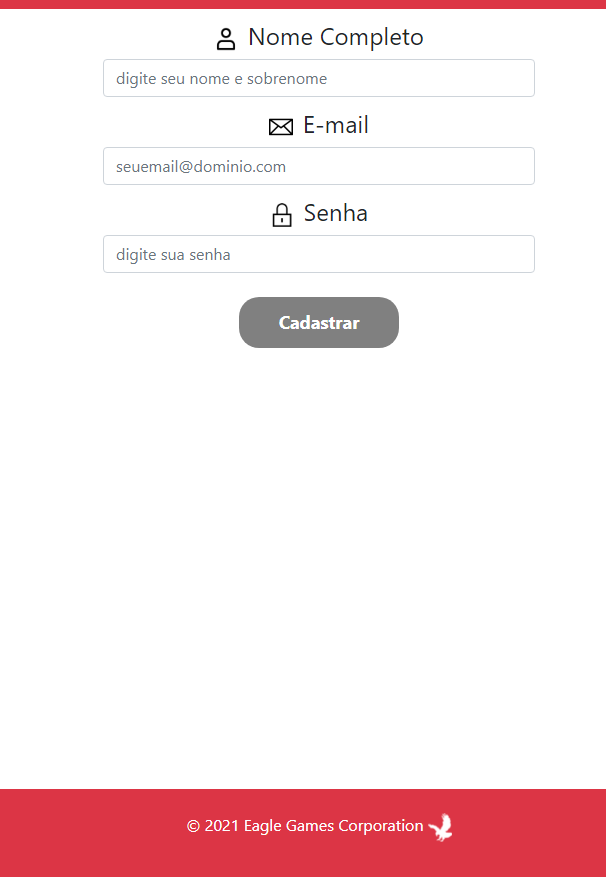 Nome Completo
digite seu nome e sobrenome
E-mail
seuemail@dominio.com
Senha
digite sua senha
Cadastrar
© 2021 Eagle Games Corporation